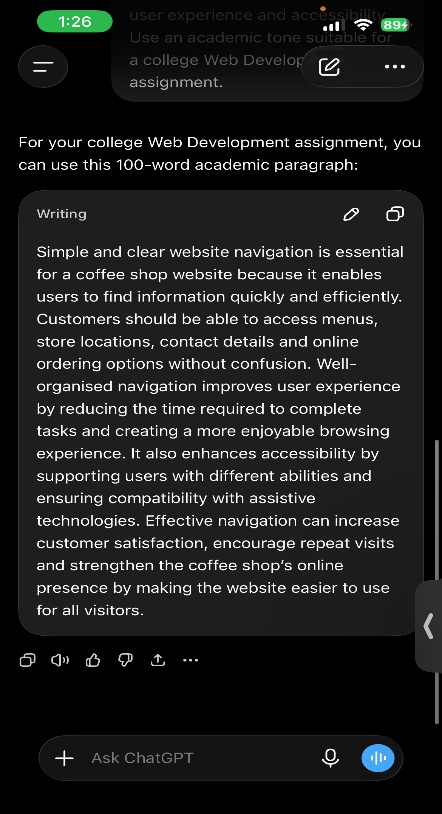 1:26
89
user experience and accessibility.
Use an academic tone suitable for
a college Web Develop
assignment.
For your college Web Development assignment, you
can use this 100-word academic paragraph:
Writing
Simple and clear website navigation is essential
for a coffee shop website because it enables
users to find information quickly and efficiently.
Customers should be able to access menus,
store locations, contact details and online
ordering options without confusion. Well-
organised navigation improves user experience
by reducing the time required to complete
tasks and creating a more enjoyable browsing
experience. It also enhances accessibility by
supporting users with different abilities and
ensuring compatibility with assistive
technologies. Effective navigation can increase
customer satisfaction, encourage repeat visits
and strengthen the coffee shop's online
presence by making the website easier to use
for all visitors.
Ask ChatGPT